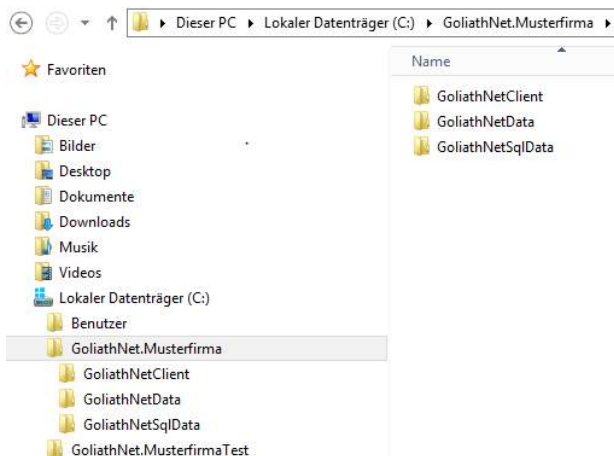 Dieser PC ▸ Lokaler Datenträger (C:) ▸ GoliathNet.Musterfirma ▸
Favoriten
Dieser PC
Bilder
Desktop
Dokumente
Downloads
Musik
Videos
Lokaler Datenträger (C:)
Benutzer
GoliathNet.Musterfirma
GoliathNetClient
GoliathNetData
GoliathNetSqlData
GoliathNet.MusterfirmaTest
Name
GoliathNetClient
GoliathNetData
GoliathNetSqlData